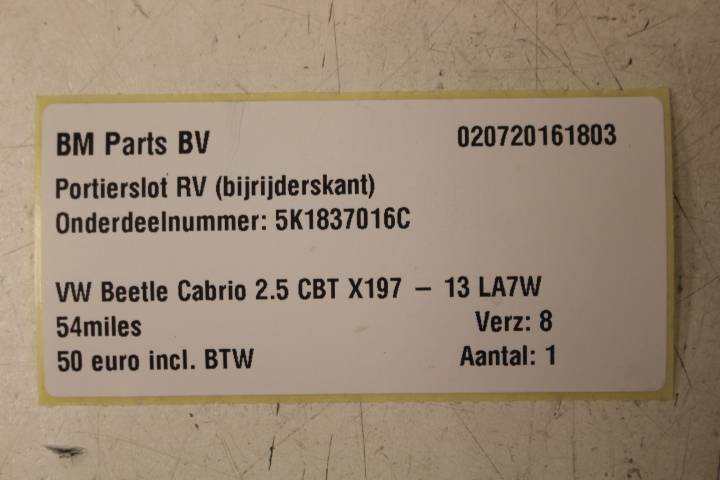 BM Parts BV 020720161803
Portierslot RV (bijrijderskant)
Onderdeelnummer: 5K1837016C
VW Beetle Cabrio 2.5 CBT X197 – 13 LA7W
54miles Verz: 8
50 euro incl. BTW Aantal: 1